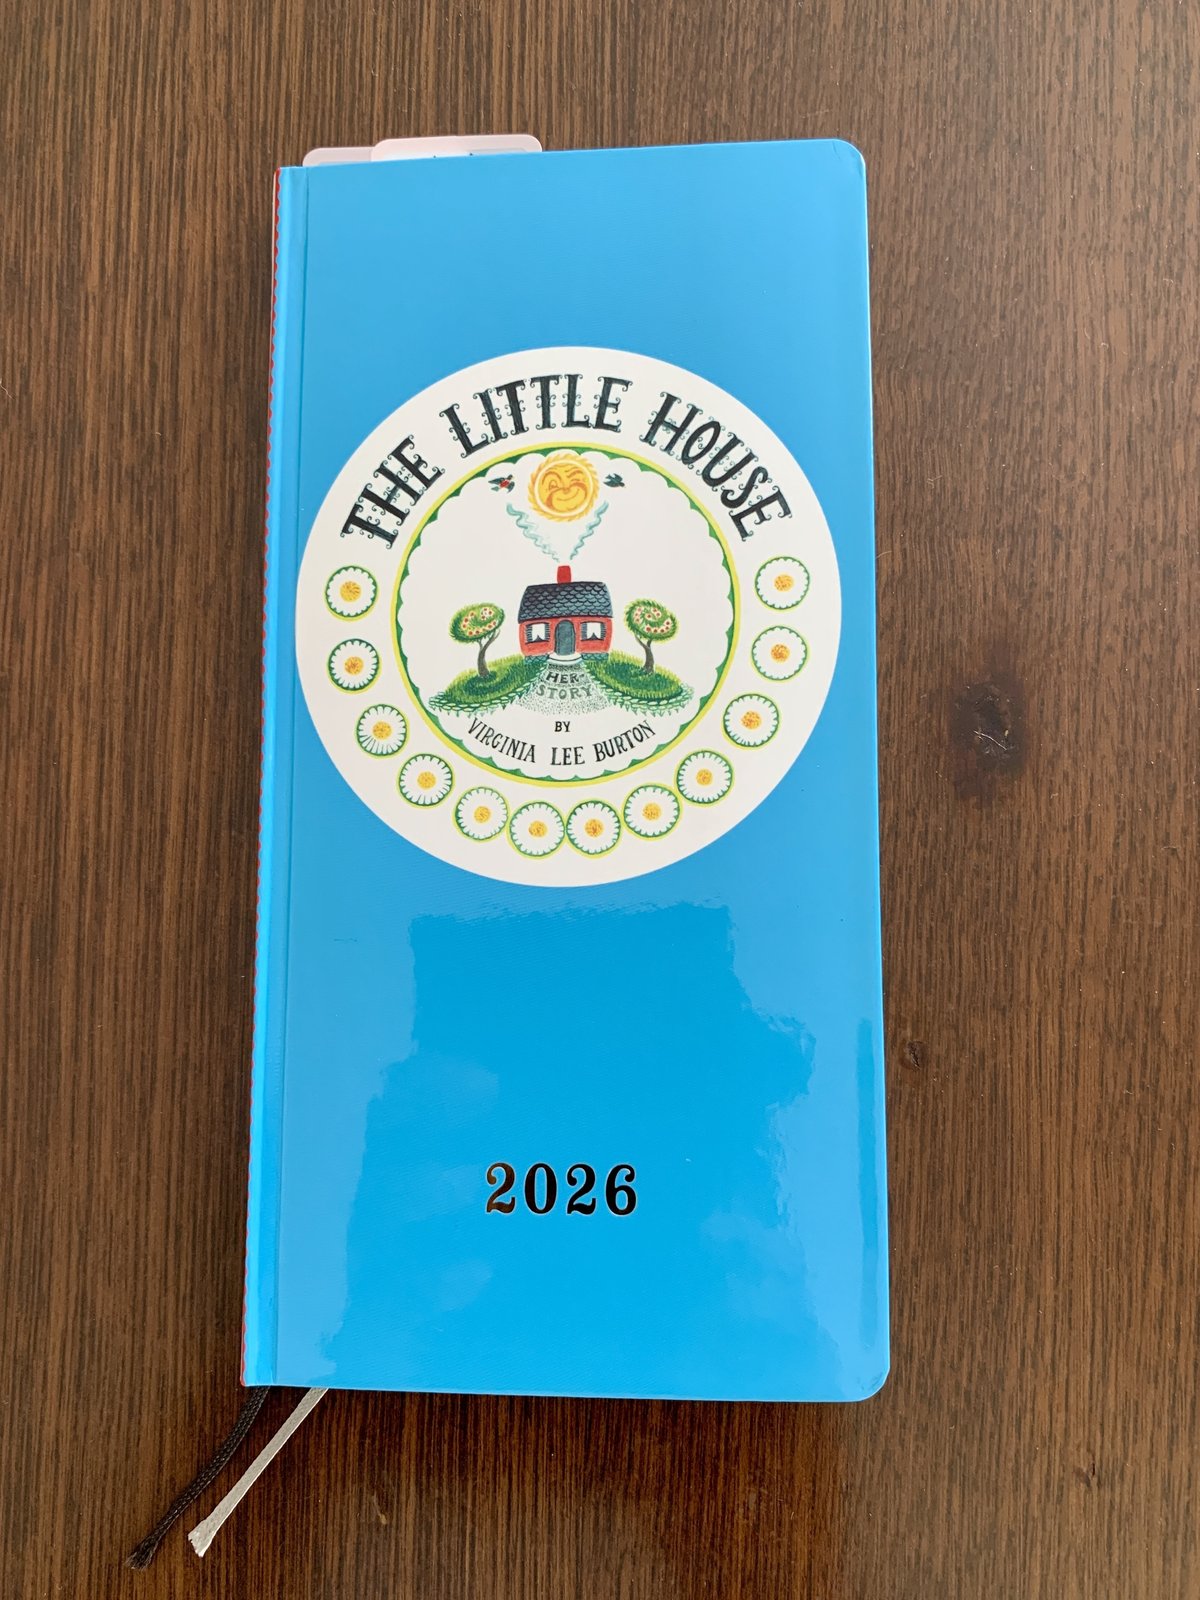 THE LITTLE HOUSE
HER-
STORY
BY
VIRGINIA LEE BURTON
2026